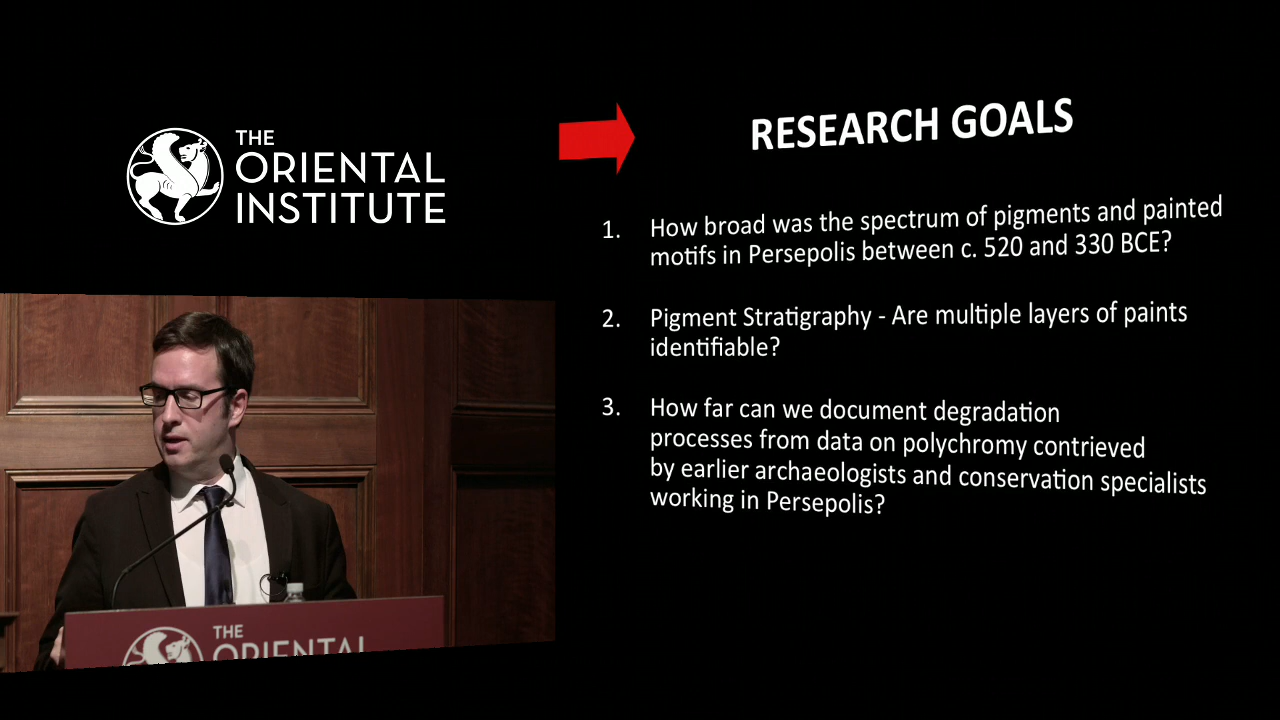 THE
ORIENTAL
INSTITUTE
RESEARCH GOALS
1. How broad was the spectrum of pigments and painted
motifs in Persepolis between c. 520 and 330 BCE?
2. Pigment Stratigraphy - Are multiple layers of paints
identifiable?
3. How far can we document degradation
processes from data on polychromy contrieved
by earlier archaeologists and conservation specialists
working in Persepolis?
THE
ORIENTAL